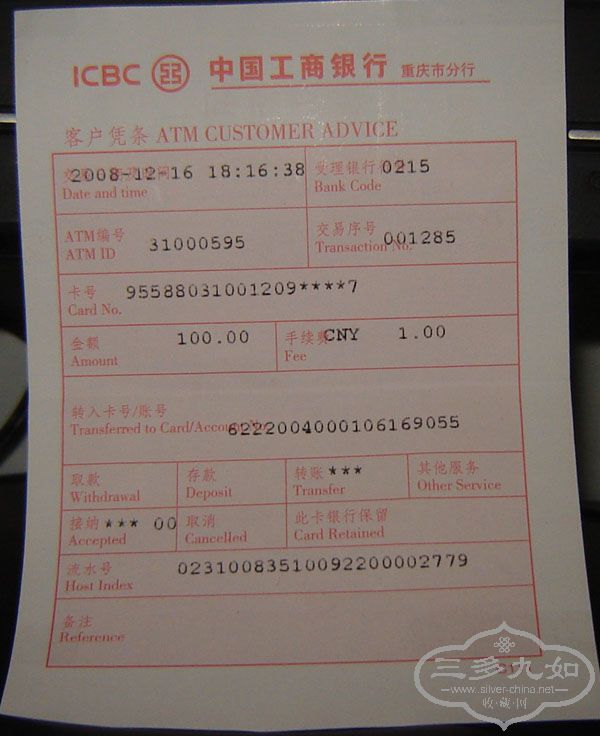 ICBC 中国工商银行 重庆市分行
客户凭条 ATM CUSTOMER ADVICE
2008-12-16 18:16:38
Date and time
受理银行 0215
Bank Code
ATM编号
ATM ID 31000595
交易序号
Transaction No. 001285
卡号 95588031001209****7
Card No.
金额 100.00
Amount
手续费 CNY 1.00
Fee
转入卡号/账号
Transferred to Card/Account No. 6222004000106169055
取款
Withdrawal
存款
Deposit
转账 ***
Transfer
其他服务
Other Service
接纳 *** 00
Accepted
取消
Cancelled
此卡银行保留
Card Retained
流水号 02310083510092200002779
Host Index
备注
Reference
三多九如
www.silver-china.net
收·藏·网